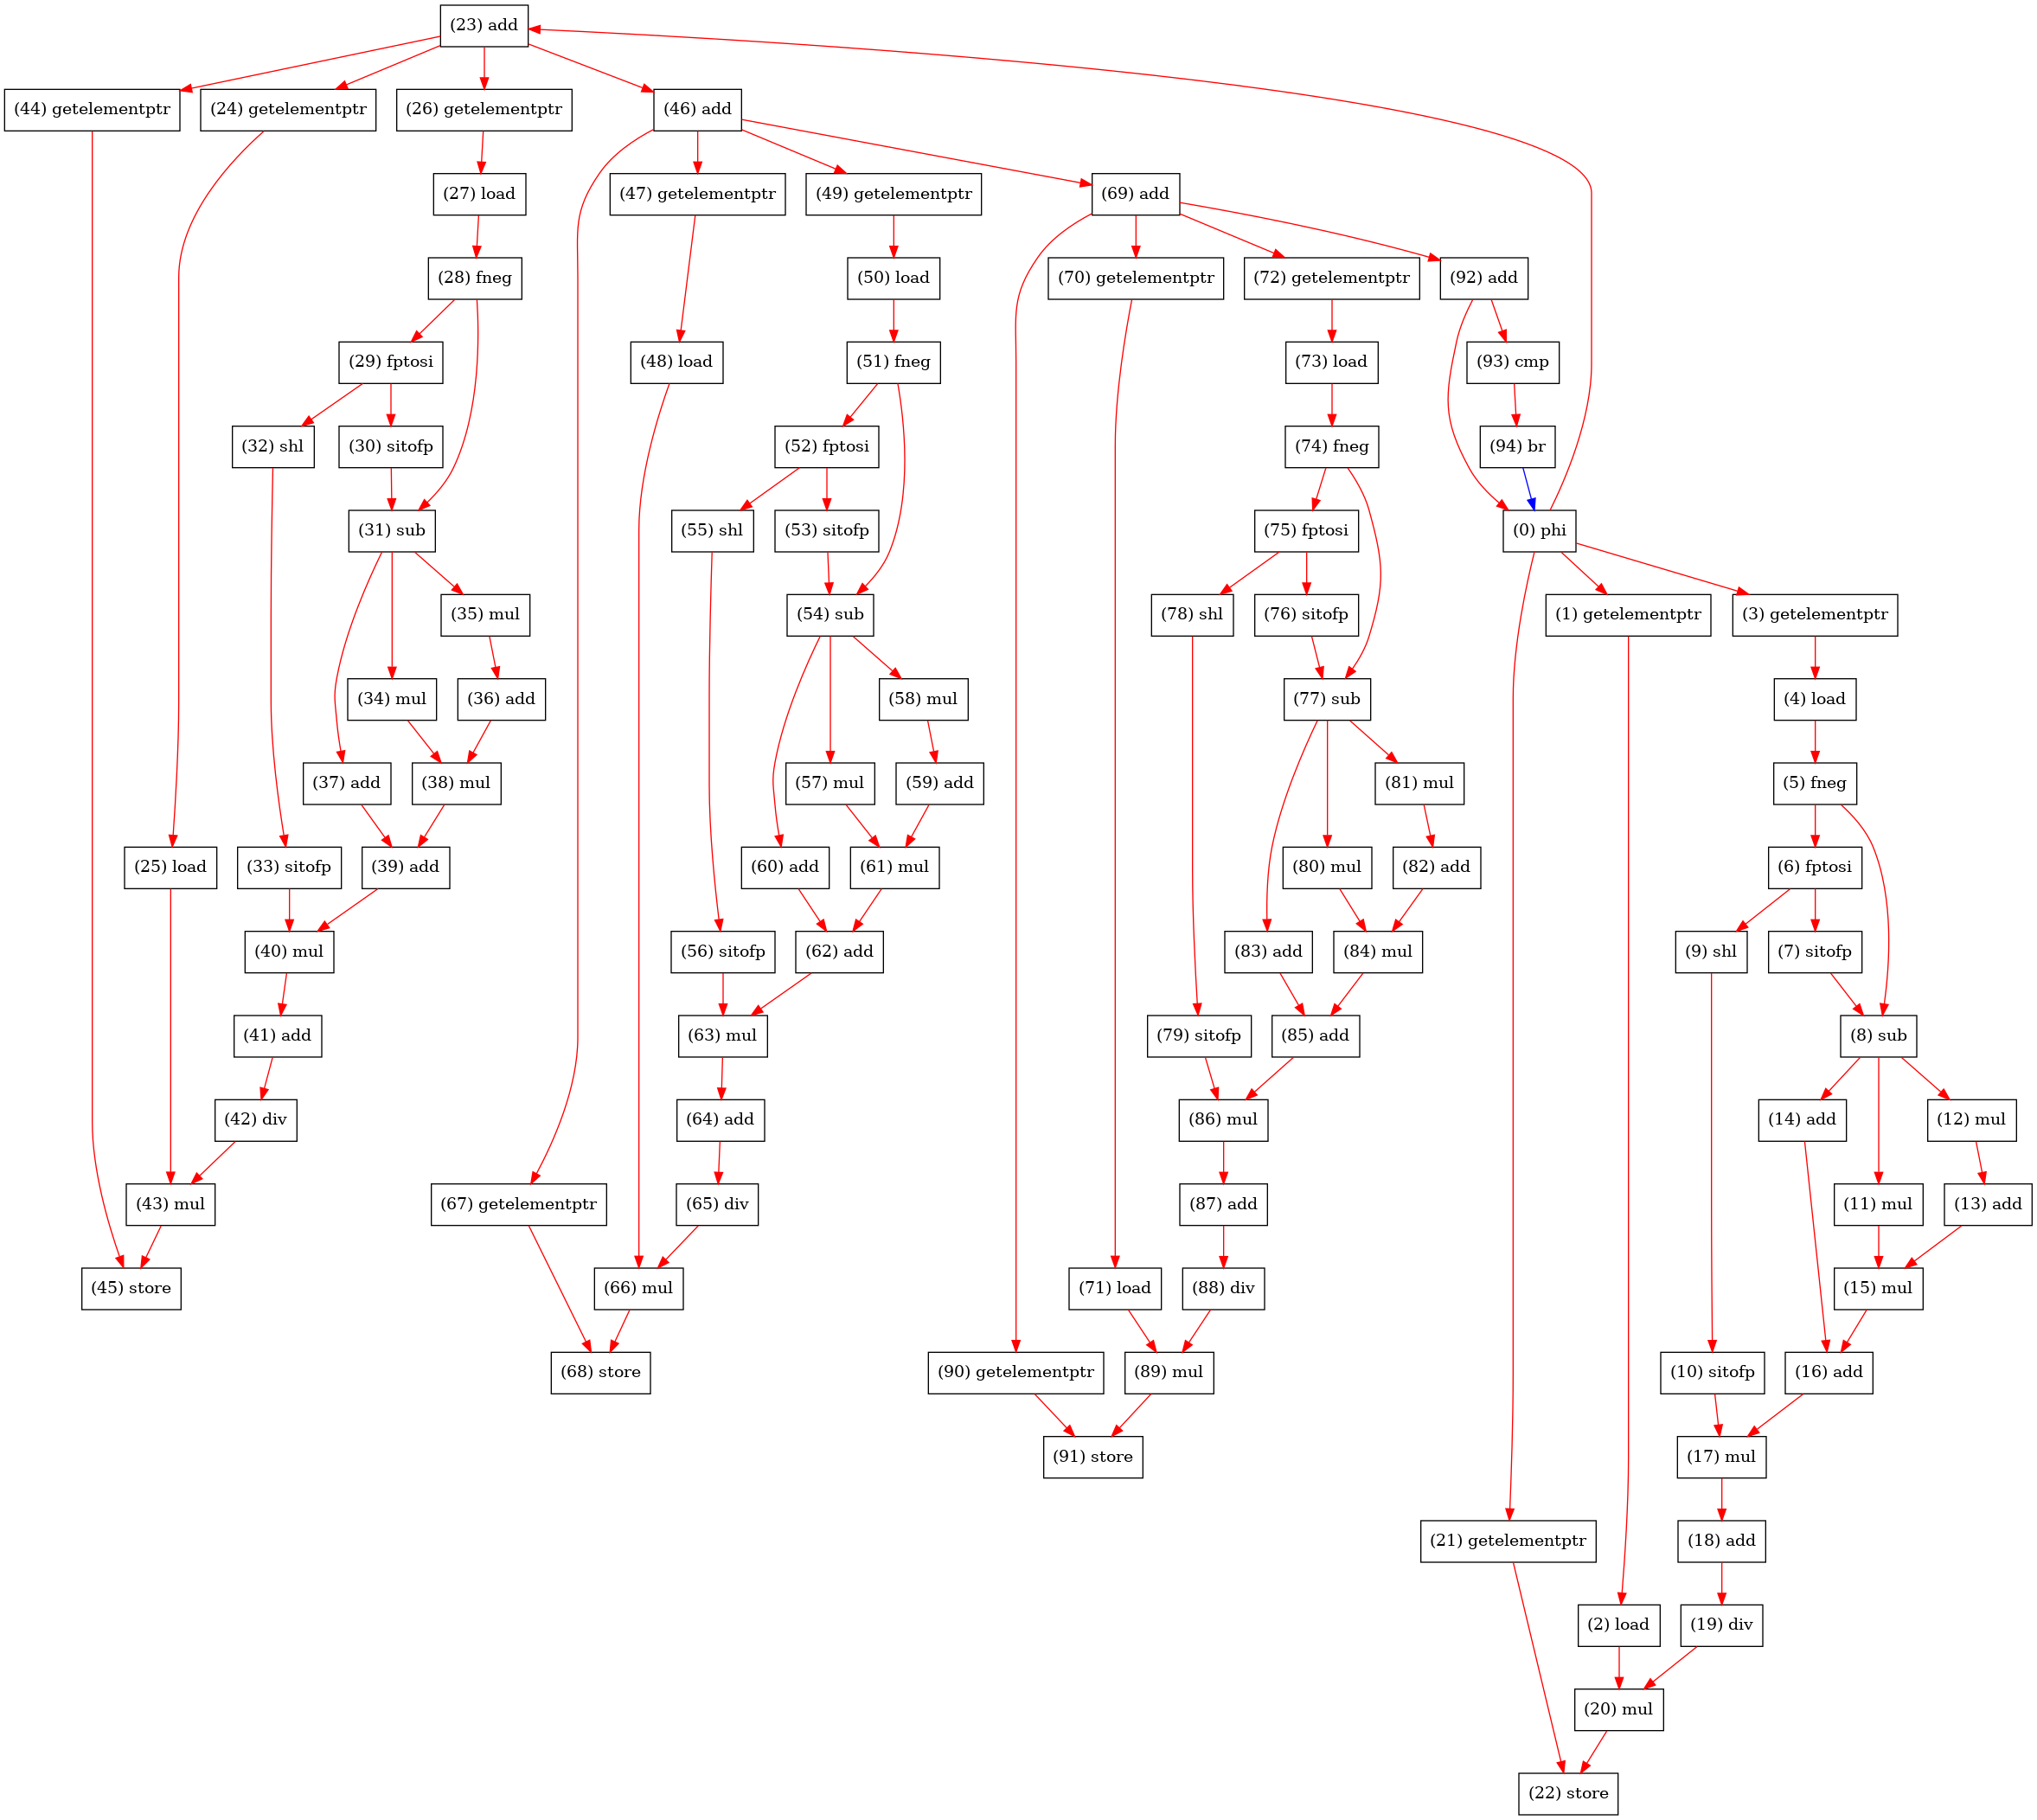 (23) add
(44) getelementptr
(24) getelementptr
(26) getelementptr
(46) add
(27) load
(47) getelementptr
(49) getelementptr
(69) add
(28) fneg
(50) load
(70) getelementptr
(72) getelementptr
(92) add
(29) fptosi
(48) load
(51) fneg
(73) load
(93) cmp
(32) shl
(30) sitofp
(52) fptosi
(74) fneg
(94) br
(31) sub
(55) shl
(53) sitofp
(75) fptosi
(0) phi
(35) mul
(54) sub
(78) shl
(76) sitofp
(1) getelementptr
(3) getelementptr
(34) mul
(36) add
(58) mul
(77) sub
(4) load
(37) add
(38) mul
(57) mul
(59) add
(81) mul
(5) fneg
(25) load
(33) sitofp
(39) add
(60) add
(61) mul
(80) mul
(82) add
(6) fptosi
(40) mul
(56) sitofp
(62) add
(83) add
(84) mul
(9) shl
(7) sitofp
(41) add
(63) mul
(79) sitofp
(85) add
(8) sub
(42) div
(64) add
(86) mul
(14) add
(12) mul
(43) mul
(67) getelementptr
(65) div
(87) add
(11) mul
(13) add
(45) store
(66) mul
(71) load
(88) div
(15) mul
(68) store
(90) getelementptr
(89) mul
(10) sitofp
(16) add
(91) store
(17) mul
(21) getelementptr
(18) add
(2) load
(19) div
(20) mul
(22) store